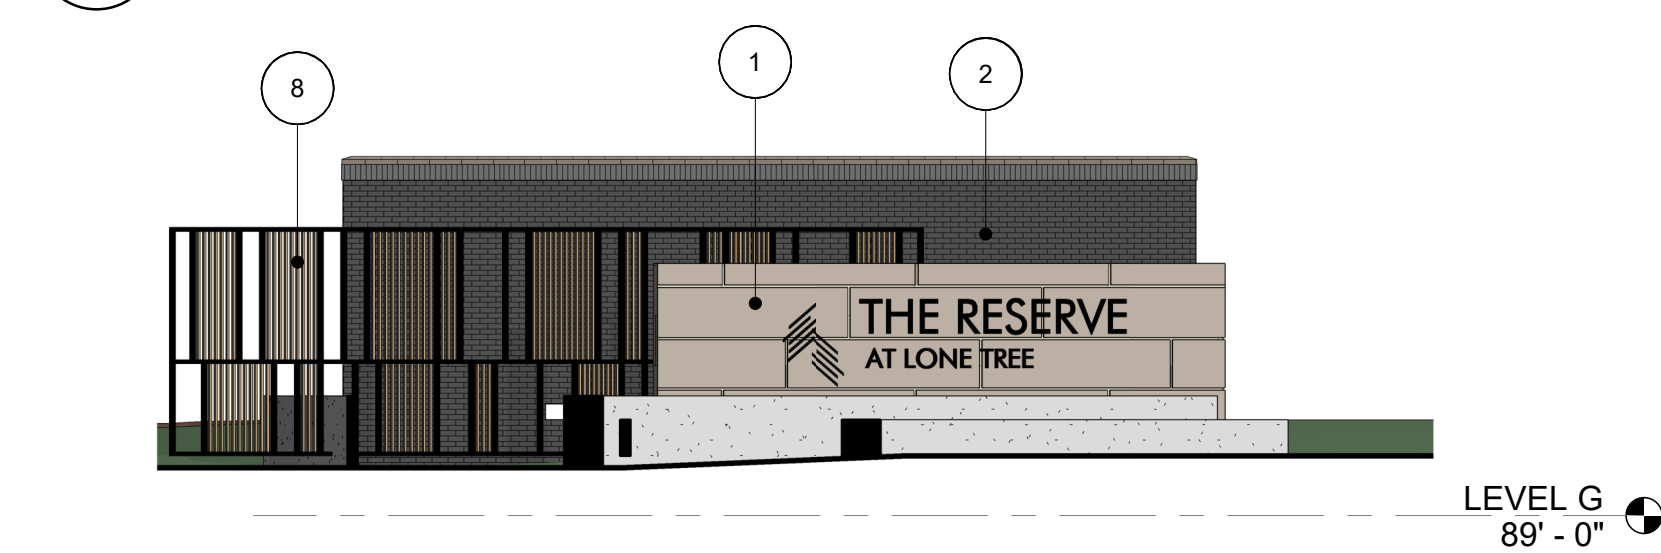 8
1
2
THE RESERVE
AT LONE TREE
LEVEL G
89' - 0"